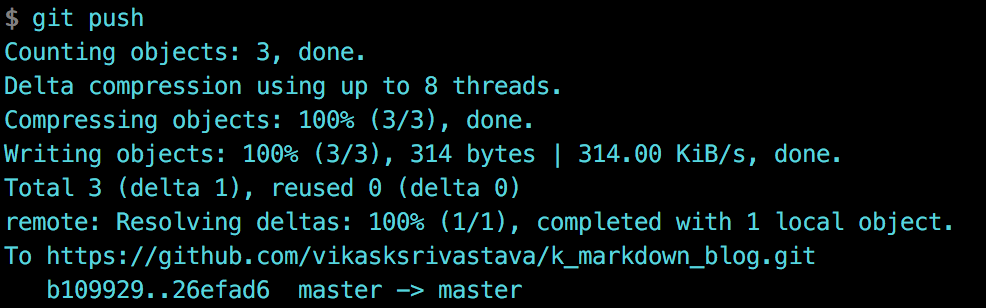 $ git push
Counting objects: 3, done.
Delta compression using up to 8 threads.
Compressing objects: 100% (3/3), done.
Writing objects: 100% (3/3), 314 bytes | 314.00 KiB/s, done.
Total 3 (delta 1), reused 0 (delta 0)
remote: Resolving deltas: 100% (1/1), completed with 1 local object.
To https://github.com/vikasksrivastava/k_markdown_blog.git
   b109929..26efad6  master -> master